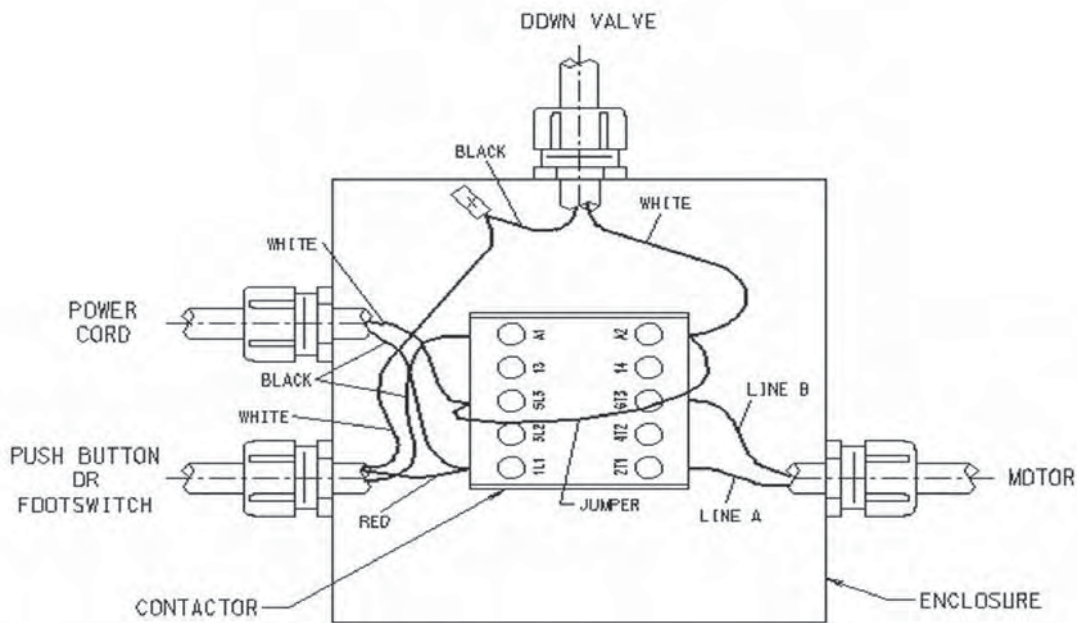 DOWN VALVE
BLACK
WHITE
WHITE
POWER
CORD
A1
A2
13
14
BLACK
5L3
6T3
LINE B
WHITE
3L2
4T2
PUSH BUTTON
OR
FOOTSWITCH
1L1
2T1
MOTOR
RED
JUMPER
LINE A
CONTACTOR
ENCLOSURE